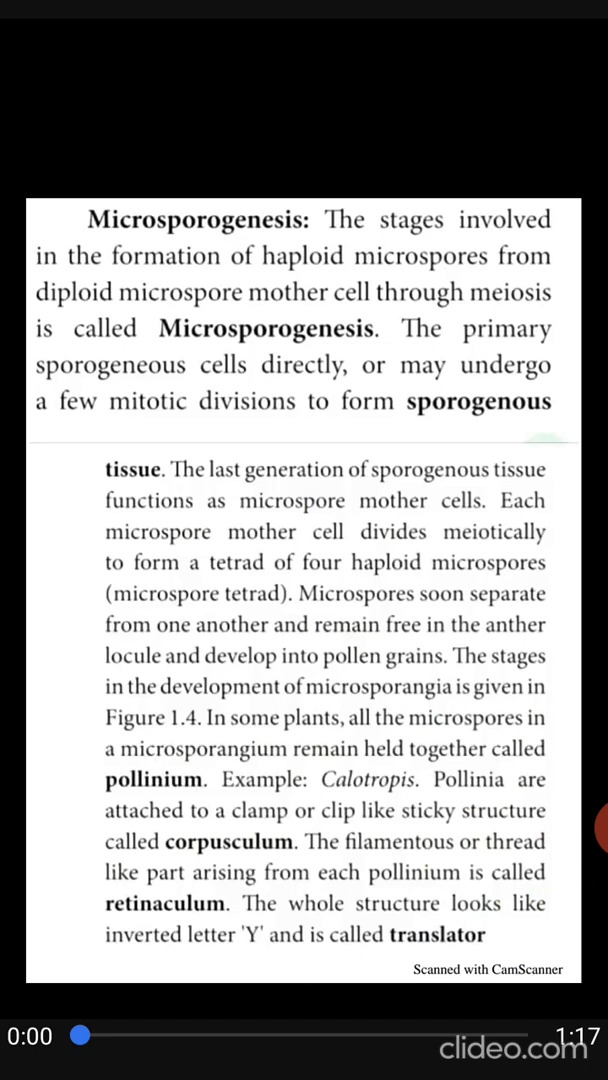 Microsporogenesis: The stages involved
in the formation of haploid microspores from
diploid microspore mother cell through meiosis
is called Microsporogenesis. The primary
sporogeneous cells directly, or may undergo
a few mitotic divisions to form sporogenous
tissue. The last generation of sporogenous tissue
functions as microspore mother cells. Each
microspore mother cell divides meiotically
to form a tetrad of four haploid microspores
(microspore tetrad). Microspores soon separate
from one another and remain free in the anther
locule and develop into pollen grains. The stages
in the development of microsporangia is given in
Figure 1.4. In some plants, all the microspores in
a microsporangium remain held together called
pollinium. Example: Calotropis. Pollinia are
attached to a clamp or clip like sticky structure
called corpusculum. The filamentous or thread
like part arising from each pollinium is called
retinaculum. The whole structure looks like
inverted letter 'Y' and is called translator
Scanned with CamScanner
0:00
1:17
clideo.com